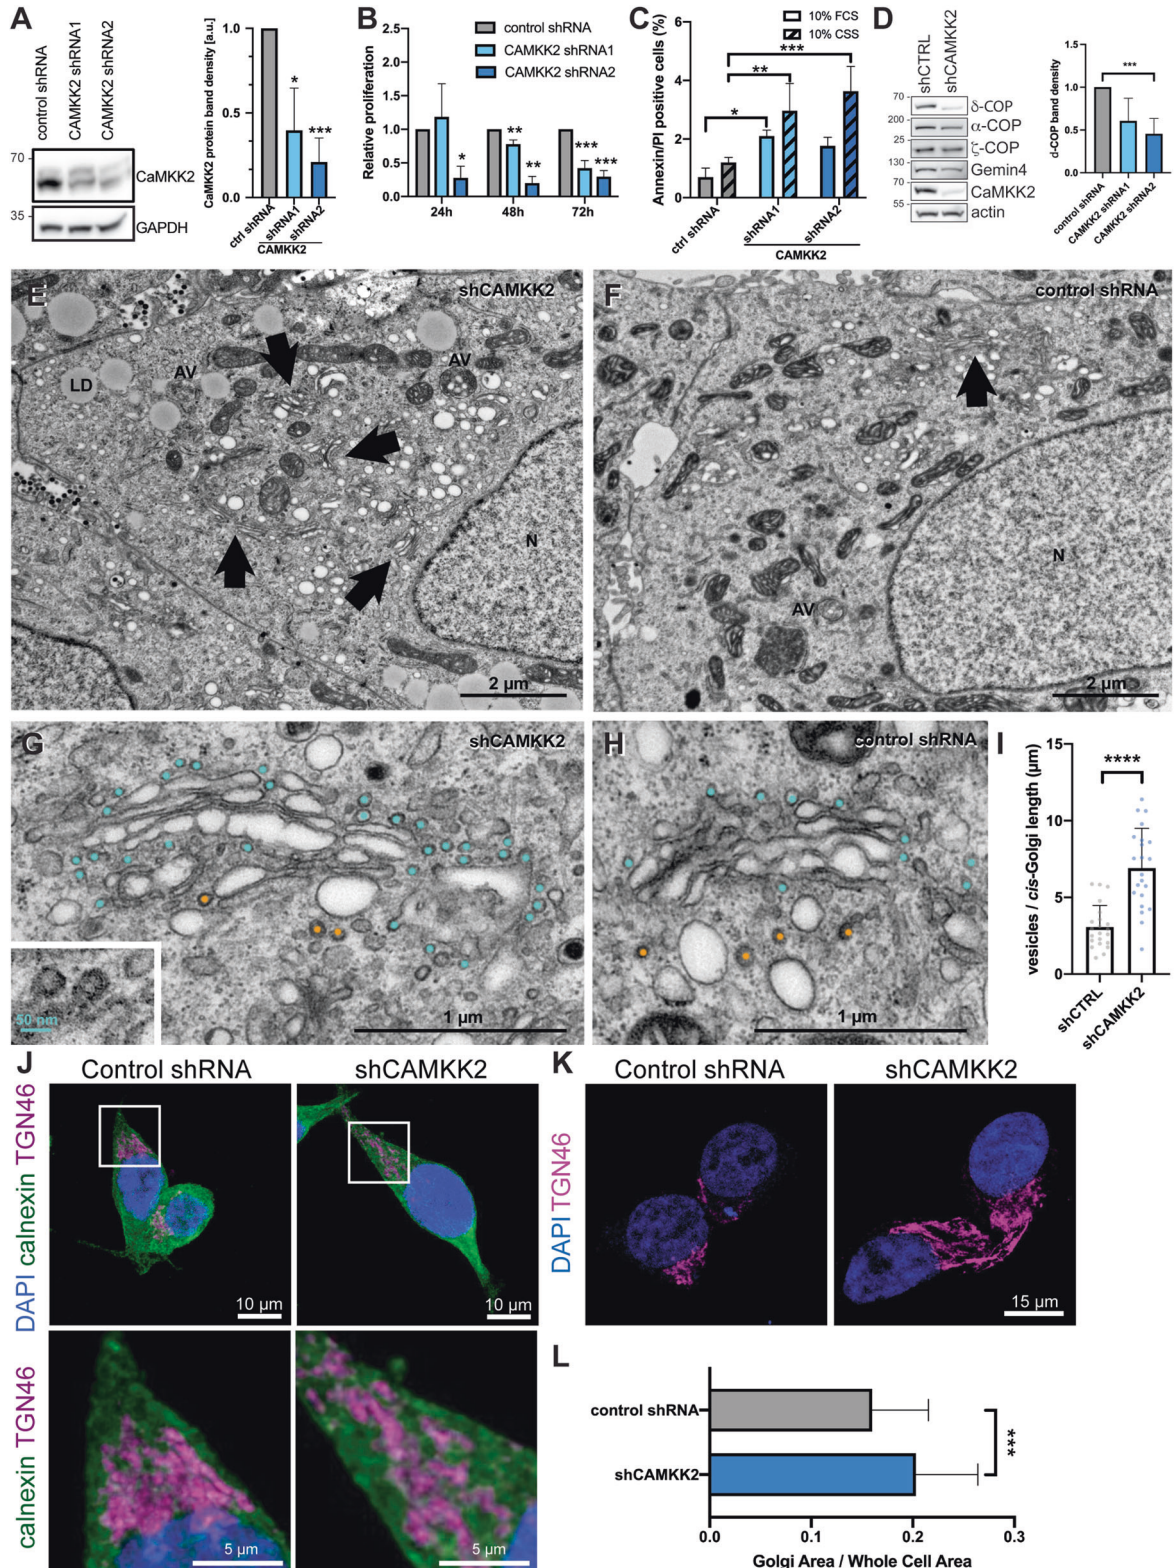 A
control shRNA
CAMKK2 shRNA1
CAMKK2 shRNA2
70
CaMKK2
35
GAPDH
CaMKK2 protein band density [a.u.]
1.0
0.5
0.0
*
***
ctrl shRNA
shRNA1
shRNA2
CAMKK2
B
Relative proliferation
2.0
1.5
1.0
0.5
0.0
control shRNA
CAMKK2 shRNA1
CAMKK2 shRNA2
*
**
**
***
***
24h
48h
72h
C
Annexin/PI positive cells (%)
6
4
2
0
10% FCS
10% CSS
***
**
*
ctrl shRNA
shRNA1
shRNA2
CAMKK2
D
shCTRL
shCAMKK2
70
200
25
130
70
55
δ-COP
α-COP
ζ-COP
Gemin4
CaMKK2
actin
d-COP band density
1.5
1.0
0.5
0.0
***
control shRNA
CAMKK2 shRNA1
CAMKK2 shRNA2
E
shCAMKK2
LD
AV
AV
N
2 µm
F
control shRNA
AV
N
2 µm
G
shCAMKK2
50 nm
1 µm
H
control shRNA
1 µm
I
vesicles / cis-Golgi length (µm)
15
10
5
0
****
shCTRL
shCAMKK2
J
Control shRNA
shCAMKK2
DAPI calnexin TGN46
10 µm
10 µm
calnexin TGN46
5 µm
5 µm
K
Control shRNA
shCAMKK2
DAPI TGN46
15 µm
L
control shRNA
shCAMKK2
***
0.0
0.1
0.2
0.3
Golgi Area / Whole Cell Area